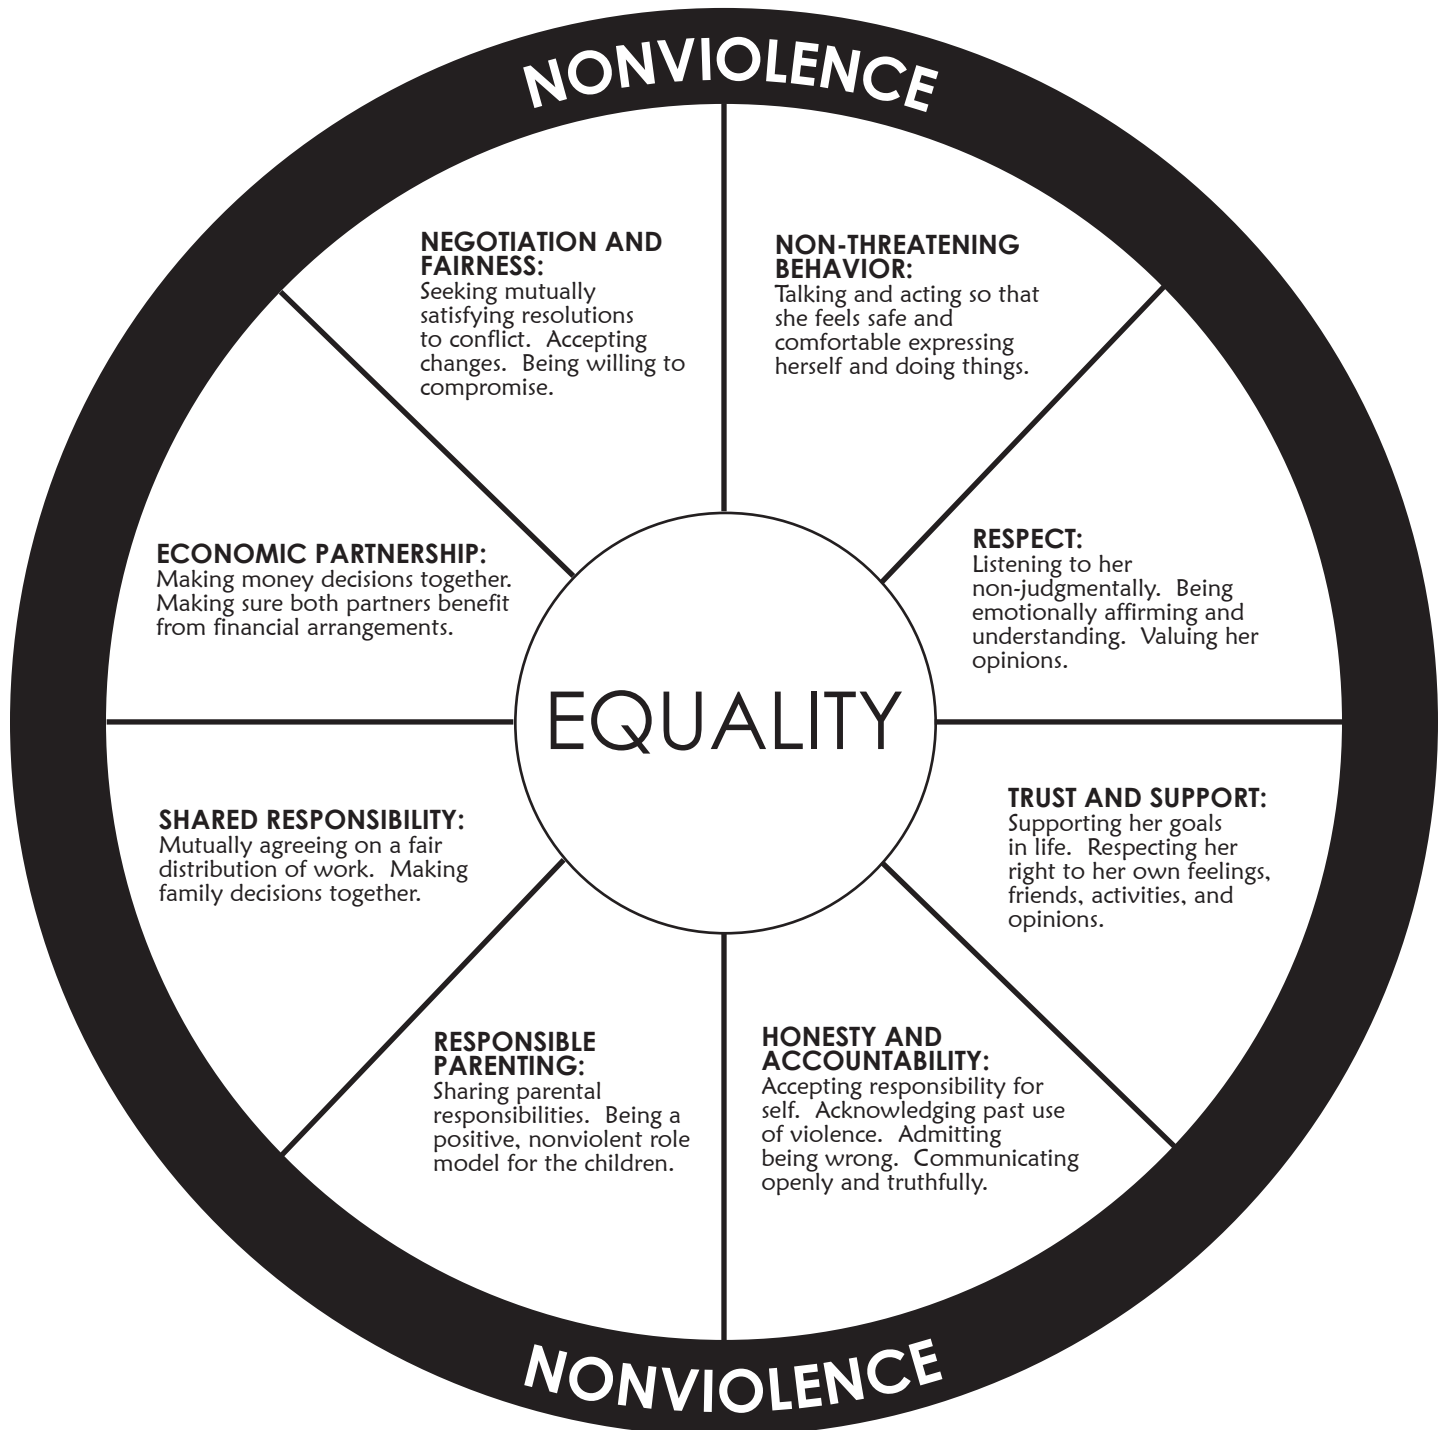 NONVIOLENCE
NEGOTIATION AND
FAIRNESS:
Seeking mutually
satisfying resolutions
to conflict.  Accepting
changes.  Being willing to
compromise.
NON-THREATENING
BEHAVIOR:
Talking and acting so that
she feels safe and
comfortable expressing
herself and doing things.
RESPECT:
Listening to her
non-judgmentally.  Being
emotionally affirming and
understanding.  Valuing her
opinions.
TRUST AND SUPPORT:
Supporting her goals
in life.  Respecting her
right to her own feelings,
friends, activities, and
opinions.
HONESTY AND
ACCOUNTABILITY:
Accepting responsibility for
self.  Acknowledging past use
of violence.  Admitting
being wrong.  Communicating
openly and truthfully.
RESPONSIBLE
PARENTING:
Sharing parental
responsibilities.  Being a
positive, nonviolent role
model for the children.
SHARED RESPONSIBILITY:
Mutually agreeing on a fair
distribution of work.  Making
family decisions together.
ECONOMIC PARTNERSHIP:
Making money decisions together.
Making sure both partners benefit
from financial arrangements.
EQUALITY
NONVIOLENCE